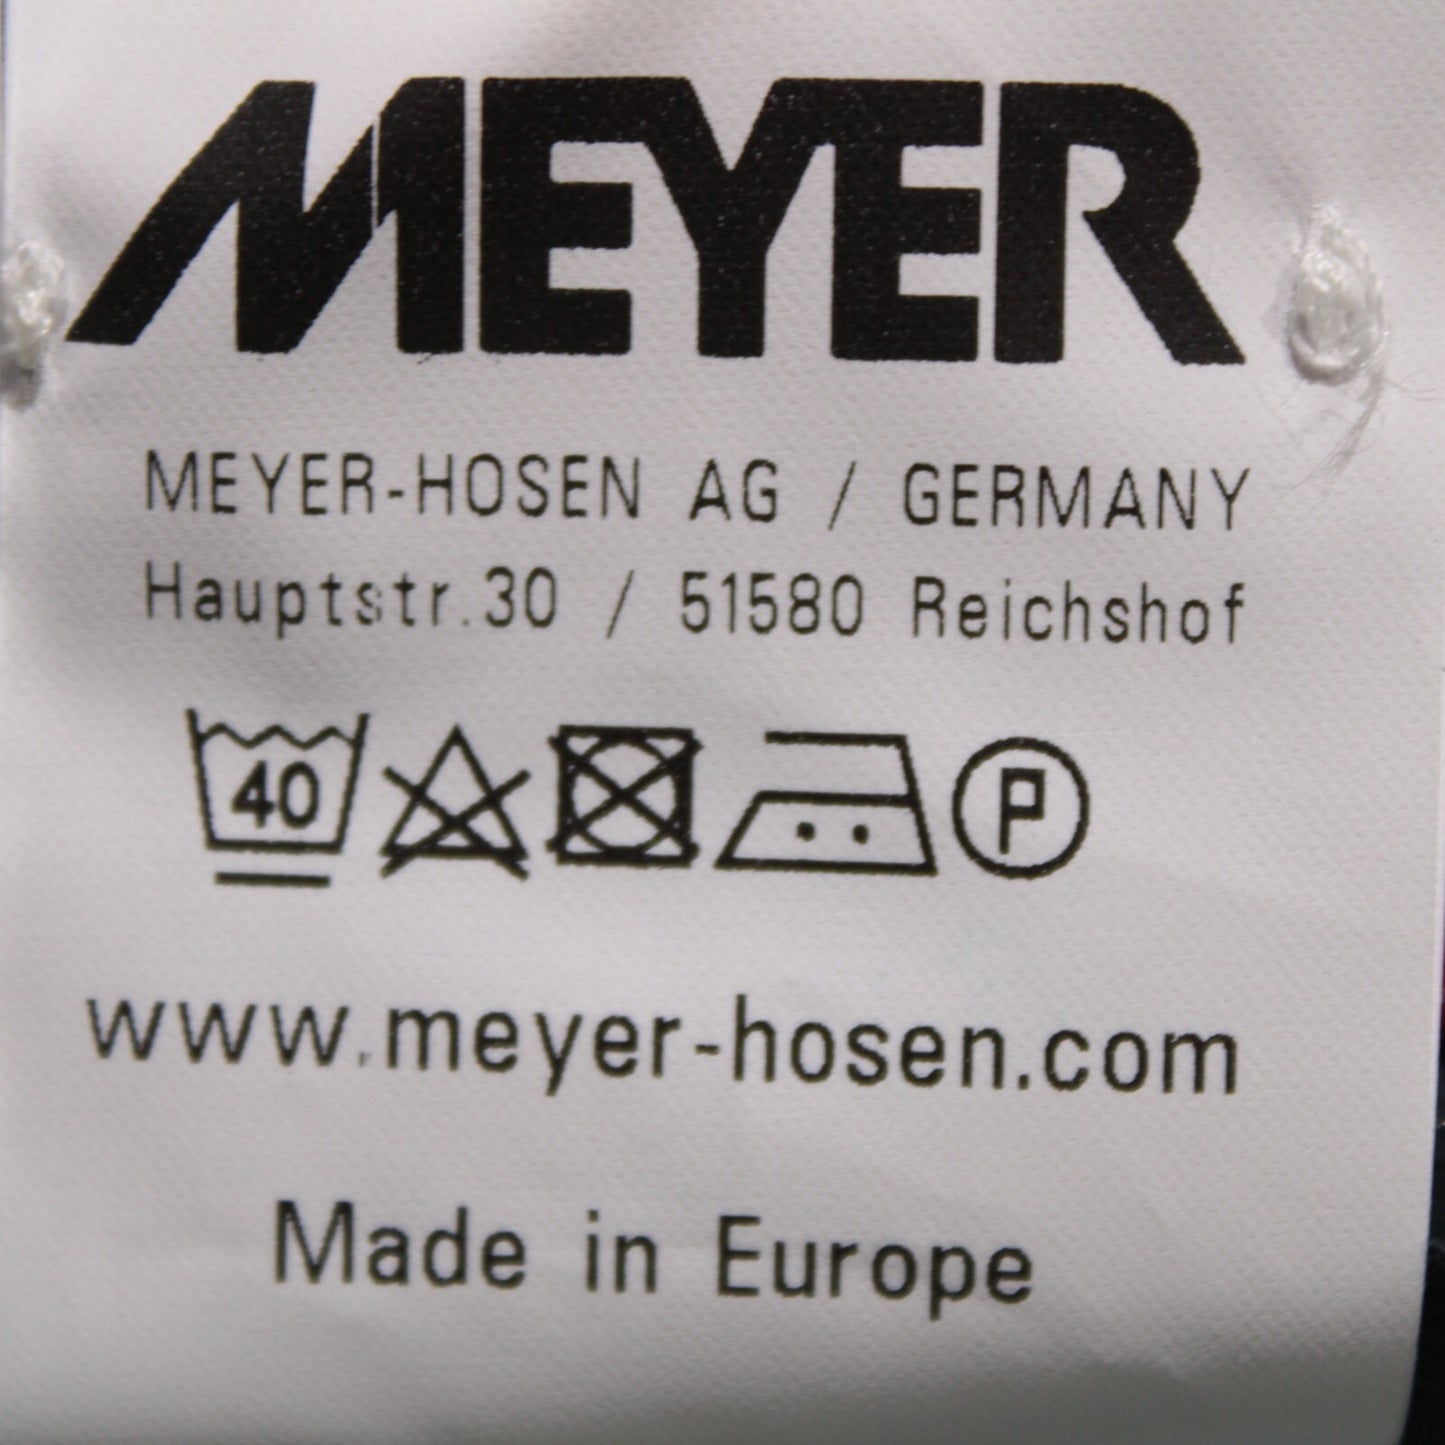 MEYER
MEYER-HOSEN AG / GERMANY
Hauptstr.30 / 51580 Reichshof
40 P
www.meyer-hosen.com
Made in Europe